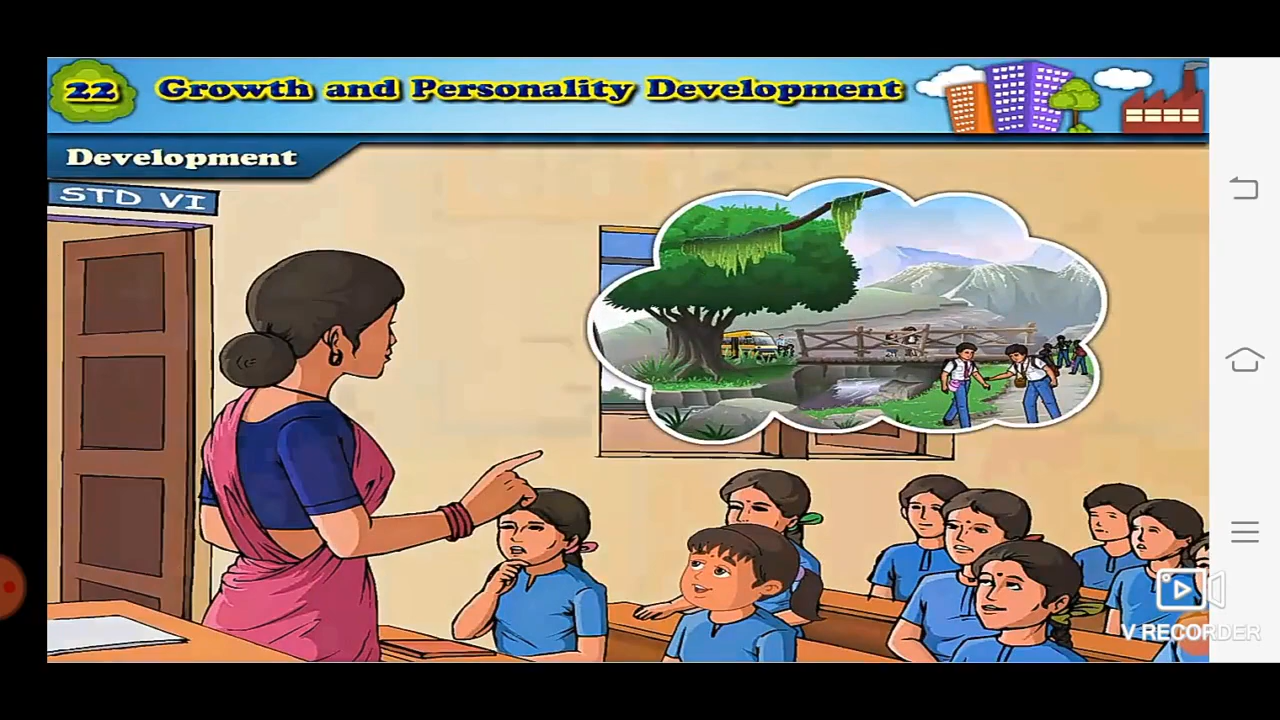 22 Growth and Personality Development
Development
STD VI
V RECORDER